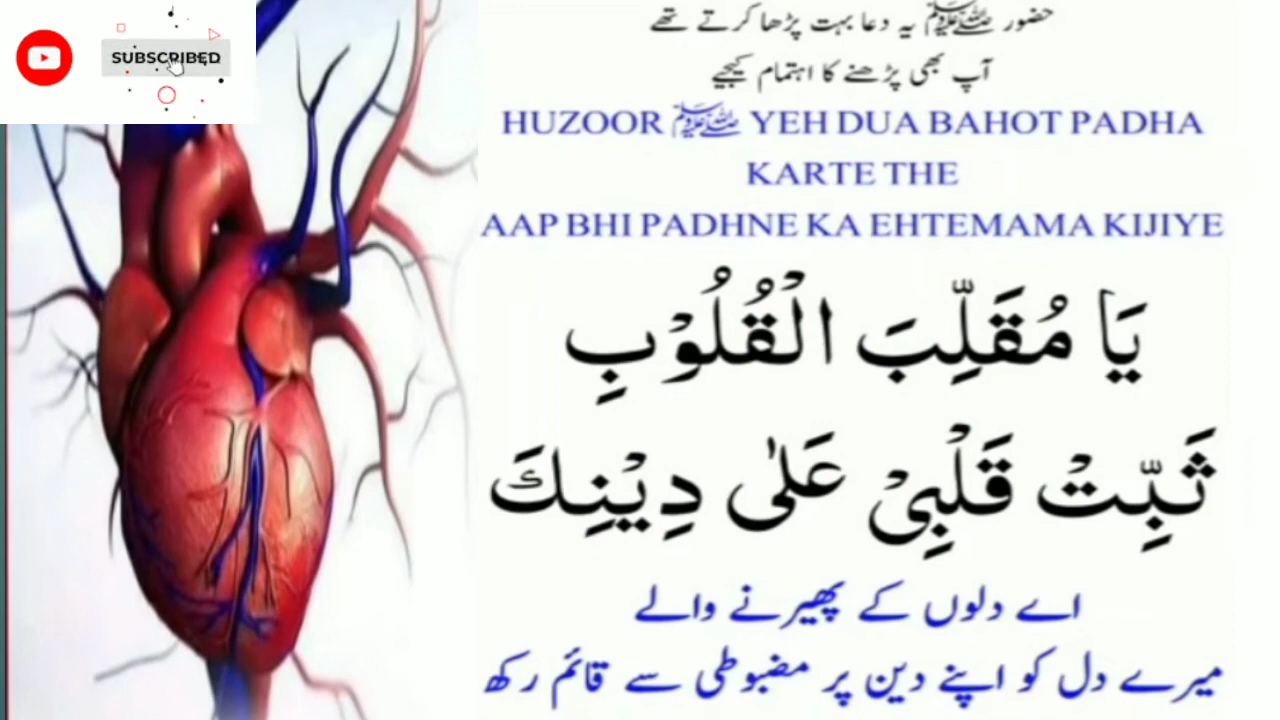 SUBSCRIBED
حضور ﷺ یہ دعا بہت پڑھا کرتے تھے
آپ بھی پڑھنے کا اہتمام کیجیے
HUZOOR ﷺ YEH DUA BAHOT PADHA
KARTE THE
AAP BHI PADHNE KA EHTEMAMA KIJIYE
يَا مُقَلِّبَ الْقُلُوْبِ
ثَبِّتْ قَلْبِيْ عَلٰى دِيْنِكَ
اے دلوں کے پھیرنے والے
میرے دل کو اپنے دین پر مضبوطی سے قائم رکھ